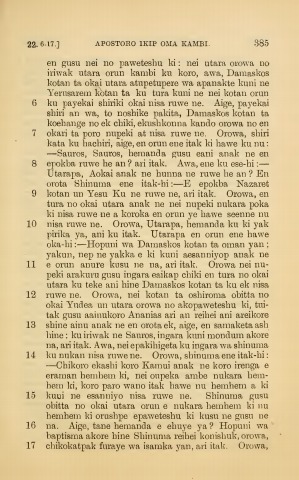 22. 6-17.] APOSTORO IKIP OMA KAMBI. 385
en gusu nei no paweteshu ki: nei utara orowa no
iriwak utara orun kambi ku koro, awa, Damaskos
kotan ta okai utara atupetupere wa apanakte kuni ne
Yerusarem kotan ta ku tura kuni ne nei kotan orun
6 ku payekai shiriki okai nisa ruwe ne. Aige, payekai
shiri an wa, to noshike pakita, Damaskos kotan ta
koehange no ek chiki, ekushkonna kando orowa no en
7 okari ta poro nupeki at nisa ruwe ne. Orowa, shiri
kata ku hachiri, aige, en orun ene itak ki hawe ku nu:
—Sauros, Sauros, hemanda gusu eani anak ne en
8 epokba ruwe he an? ari itak. Awa, ene ku ese-hi:—
Utarapa, Aokai anak ne hunna ne ruwe he an? En
orota Shinuma ene itak-hi:—E epokba Nazaret
9 kotan un Yesu Ku ne ruwe ne, ari itak. Orowa, en
tura no okai utara anak ne nei nupeki nukara poka
ki nisa ruwe ne a koroka en orun ye hawe seenne nu
10 nisa ruwe ne. Orowa, Utarapa, hemanda ku ki yak
pirika ya, ari ku itak. Utarapa en orun ene hawe
oka-hi:—Hopuni wa Damaskos kotan ta oman yan;
yakun, nep ne yakka e ki kuni aesanniyop anak ne
11 e orun anure kusu ne na, ari itak. Orowa nei nu-
peki arakuru gusu ingara eaikap chiki en tura no okai
utara ku teke ani hine Damaskos kotan ta ku ek nisa
12 ruwe ne. Orowa, nei kotan ta oshiroma obitta no
okai Yudea un utara orowa no akopaweteshu ki, tui-
tak gusu aainukoro Ananias ari an reihei ani areikore
13 shine ainu anak ne en orota ek, aige, en samaketa ash
hine: ku iriwak ne Sauros, ingara kuni mondum akore
na, ari itak. Awa, nei epakihigeta ku ingara wa shinuma
14 ku nukan nisa ruwe ne. Orowa, shinuma ene itak-hi:
—Chikoro ekashi koro Kamui anak ne koro irenga e
eraman hembem ki, nei oupeka ambe nukara hem-
hem ki, koro paro wano itak hawe nu hembem a ki
15 kuni ne esanniyo nisa ruwe ne. Shinuma gusu
obitta no okai utara orun e nukara hembem ki nu
hembem ki orushpe epaweteshu ki kusu ne gusu ne
16 na. Aige, tane hemanda e ehuye ya? Hopuni wa
baptisma akore hine Shinuma reihei konishuk, orowa,
17 chikokatpak furaye wa isamka yan, ari itak. Orowa,